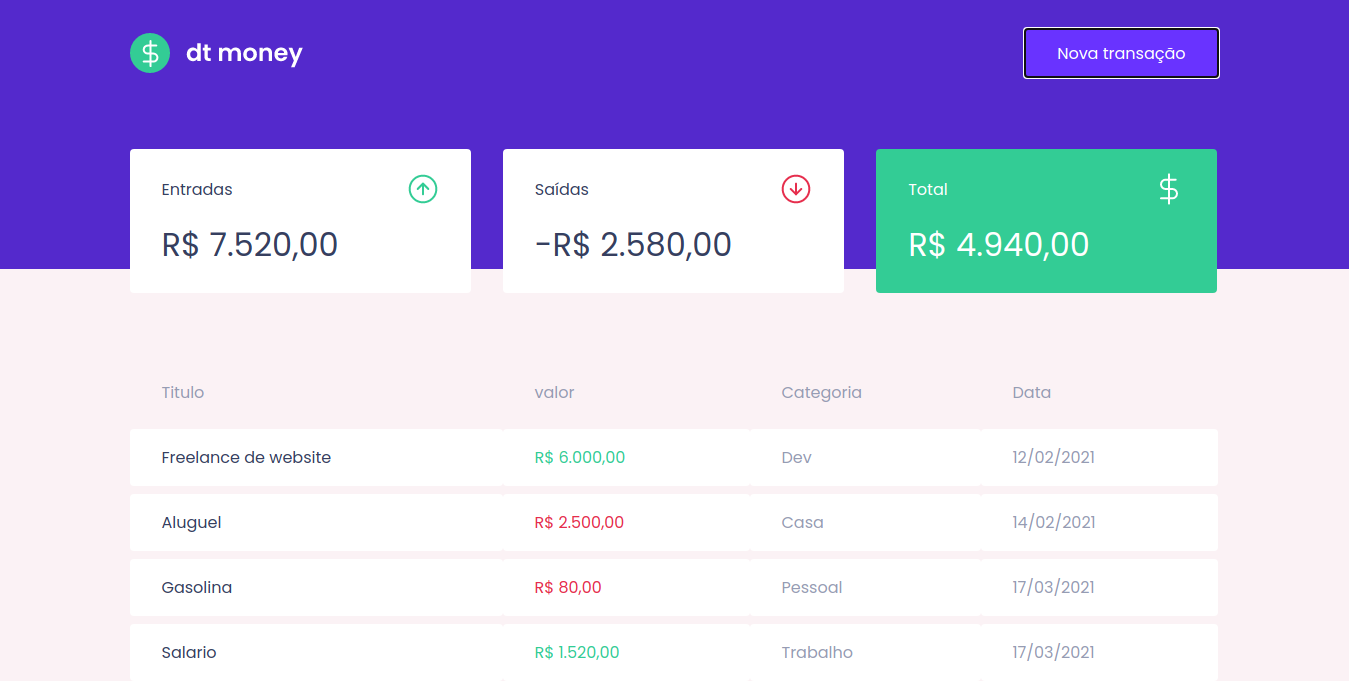 $ dt money
Nova transação
Entradas
R$ 7.520,00
Saídas
-R$ 2.580,00
Total
$
R$ 4.940,00
Titulo valor Categoria Data
Freelance de website R$ 6.000,00 Dev 12/02/2021
Aluguel R$ 2.500,00 Casa 14/02/2021
Gasolina R$ 80,00 Pessoal 17/03/2021
Salario R$ 1.520,00 Trabalho 17/03/2021